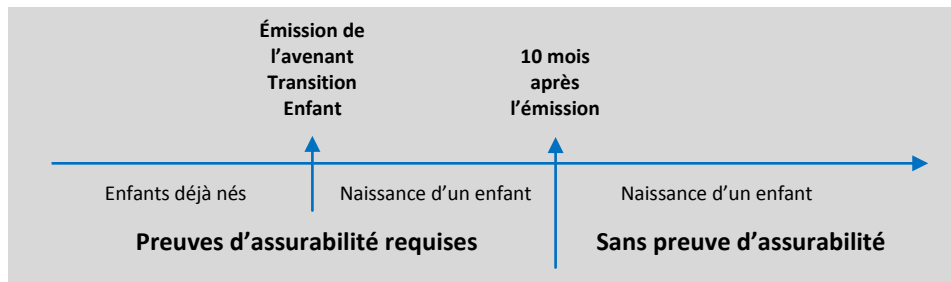 Émission de
l'avenant
Transition
Enfant
10 mois
après
l'émission
Enfants déjà nés
Naissance d'un enfant
Naissance d'un enfant
Preuves d'assurabilité requises
Sans preuve d'assurabilité